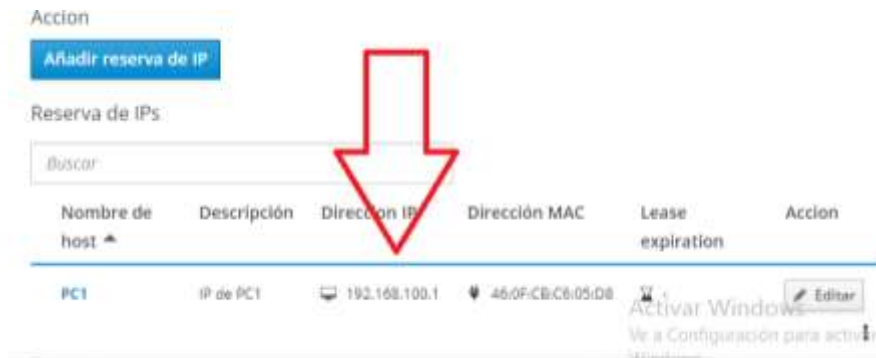 Accion
Añadir reserva de IP
Reserva de IPs
Buscar
Nombre de host Descripción Direccion IP Dirección MAC Lease expiration Accion
PC1 IP de PC1 192.168.100.1 46:0F:CB:C6:05:D8 - Editar
Activar Windows
Ve a Configuración para activar
Windows